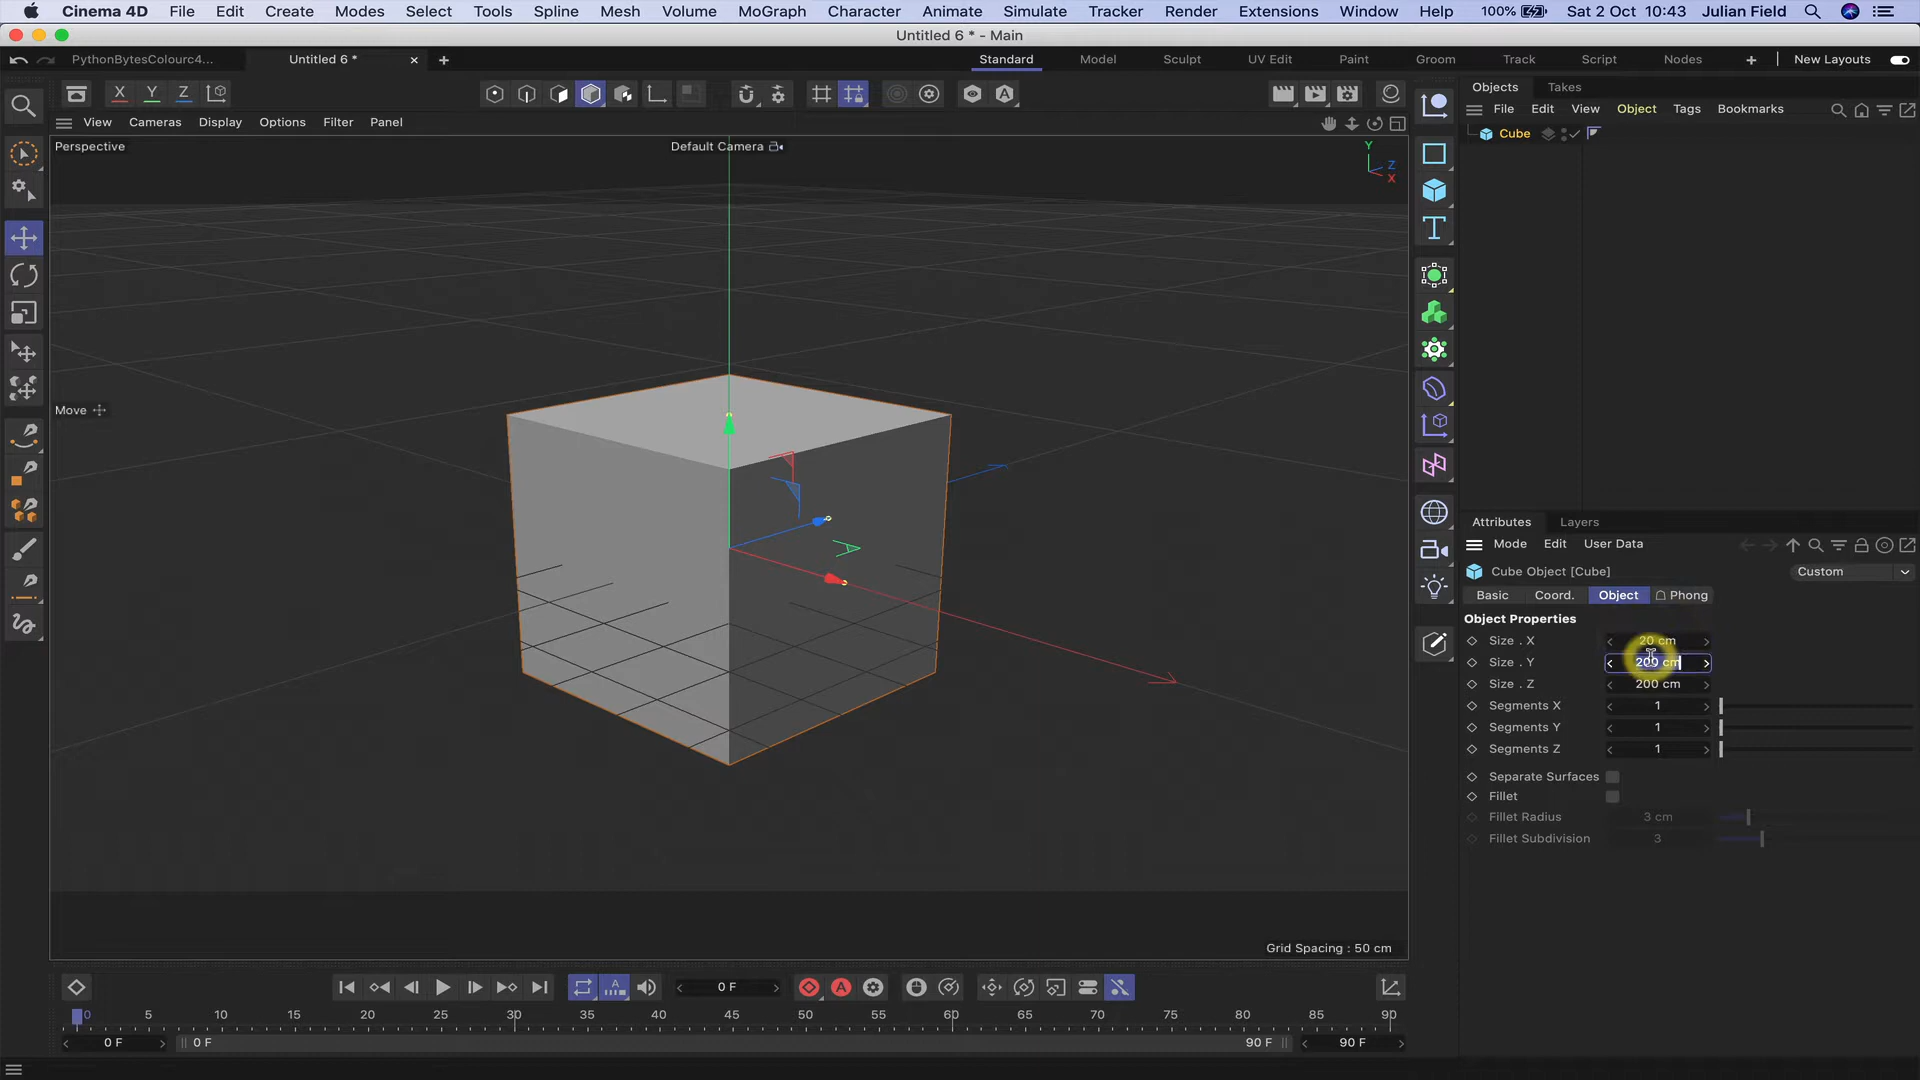 Cinema 4D File Edit Create Modes Select Tools Spline Mesh Volume MoGraph Character Animate Simulate Tracker Render Extensions Window Help 100% Sat 2 Oct 10:43 Julian Field
Untitled 6 * - Main
PythonBytesColourc4... Untitled 6 * Standard Model Sculpt UV Edit Paint Groom Track Script Nodes New Layouts
Objects Takes
X Y Z
File Edit View Object Tags Bookmarks
View Cameras Display Options Filter Panel
Cube
Perspective Default Camera
Y
Z
X
Move
Attributes Layers
Mode Edit User Data
Cube Object [Cube] Custom
Basic Coord. Object Phong
Object Properties
Size . X 20 cm
Size . Y 200 cm
Size . Z 200 cm
Segments X 1
Segments Y 1
Segments Z 1
Separate Surfaces
Fillet
Fillet Radius 3 cm
Fillet Subdivision 3
Grid Spacing : 50 cm
0 F
0 5 10 15 20 25 30 35 40 45 50 55 60 65 70 75 80 85 90
0 F 0 F 90 F 90 F